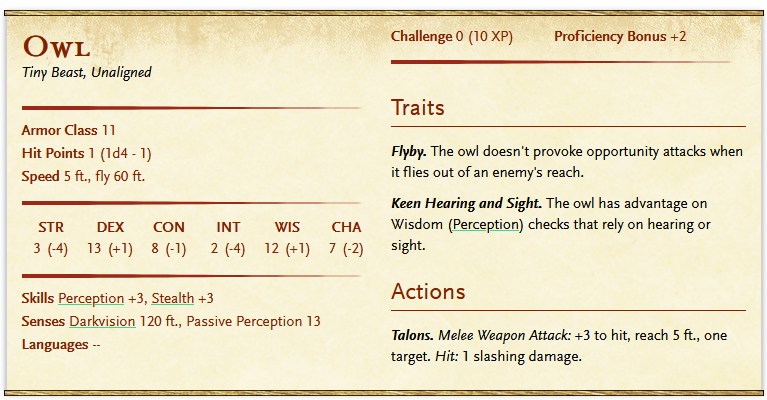 Owl
Tiny Beast, Unaligned
Armor Class 11
Hit Points 1 (1d4 - 1)
Speed 5 ft., fly 60 ft.
STR DEX CON INT WIS CHA
3 (-4) 13 (+1) 8 (-1) 2 (-4) 12 (+1) 7 (-2)
Skills Perception +3, Stealth +3
Senses Darkvision 120 ft., Passive Perception 13
Languages --
Challenge 0 (10 XP) Proficiency Bonus +2
Traits
Flyby. The owl doesn't provoke opportunity attacks when
it flies out of an enemy's reach.
Keen Hearing and Sight. The owl has advantage on
Wisdom (Perception) checks that rely on hearing or
sight.
Actions
Talons. Melee Weapon Attack: +3 to hit, reach 5 ft., one
target. Hit: 1 slashing damage.